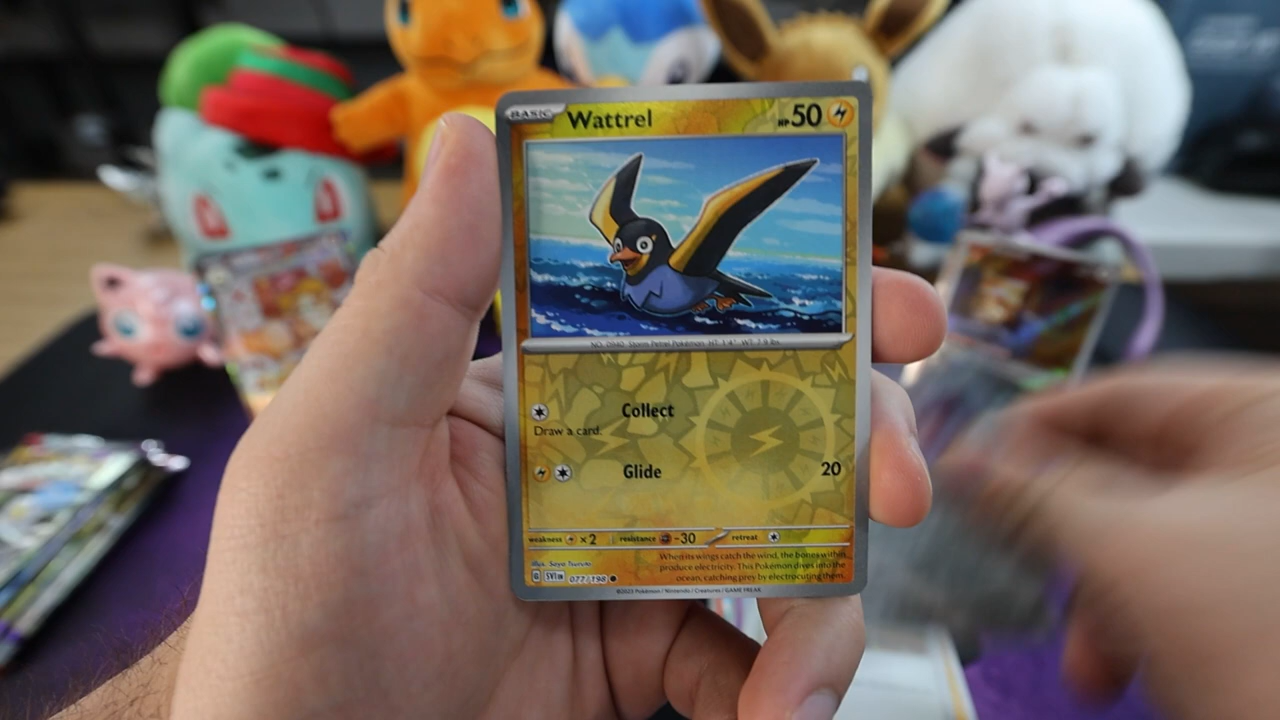 BASIC Wattrel HP 50
NO. 0940 Storm Petrel Pokémon HT: 1'4" WT: 7.9 lbs
Collect
Draw a card.
Glide 20
weakness ×2 resistance -30 retreat
Illus. Saya Tsuruta
When its wings catch the wind, the bones within
produce electricity. This Pokémon dives into the
ocean, catching prey by electrocuting them.
G SVI EN 077/198
©2023 Pokémon / Nintendo / Creatures / GAME FREAK